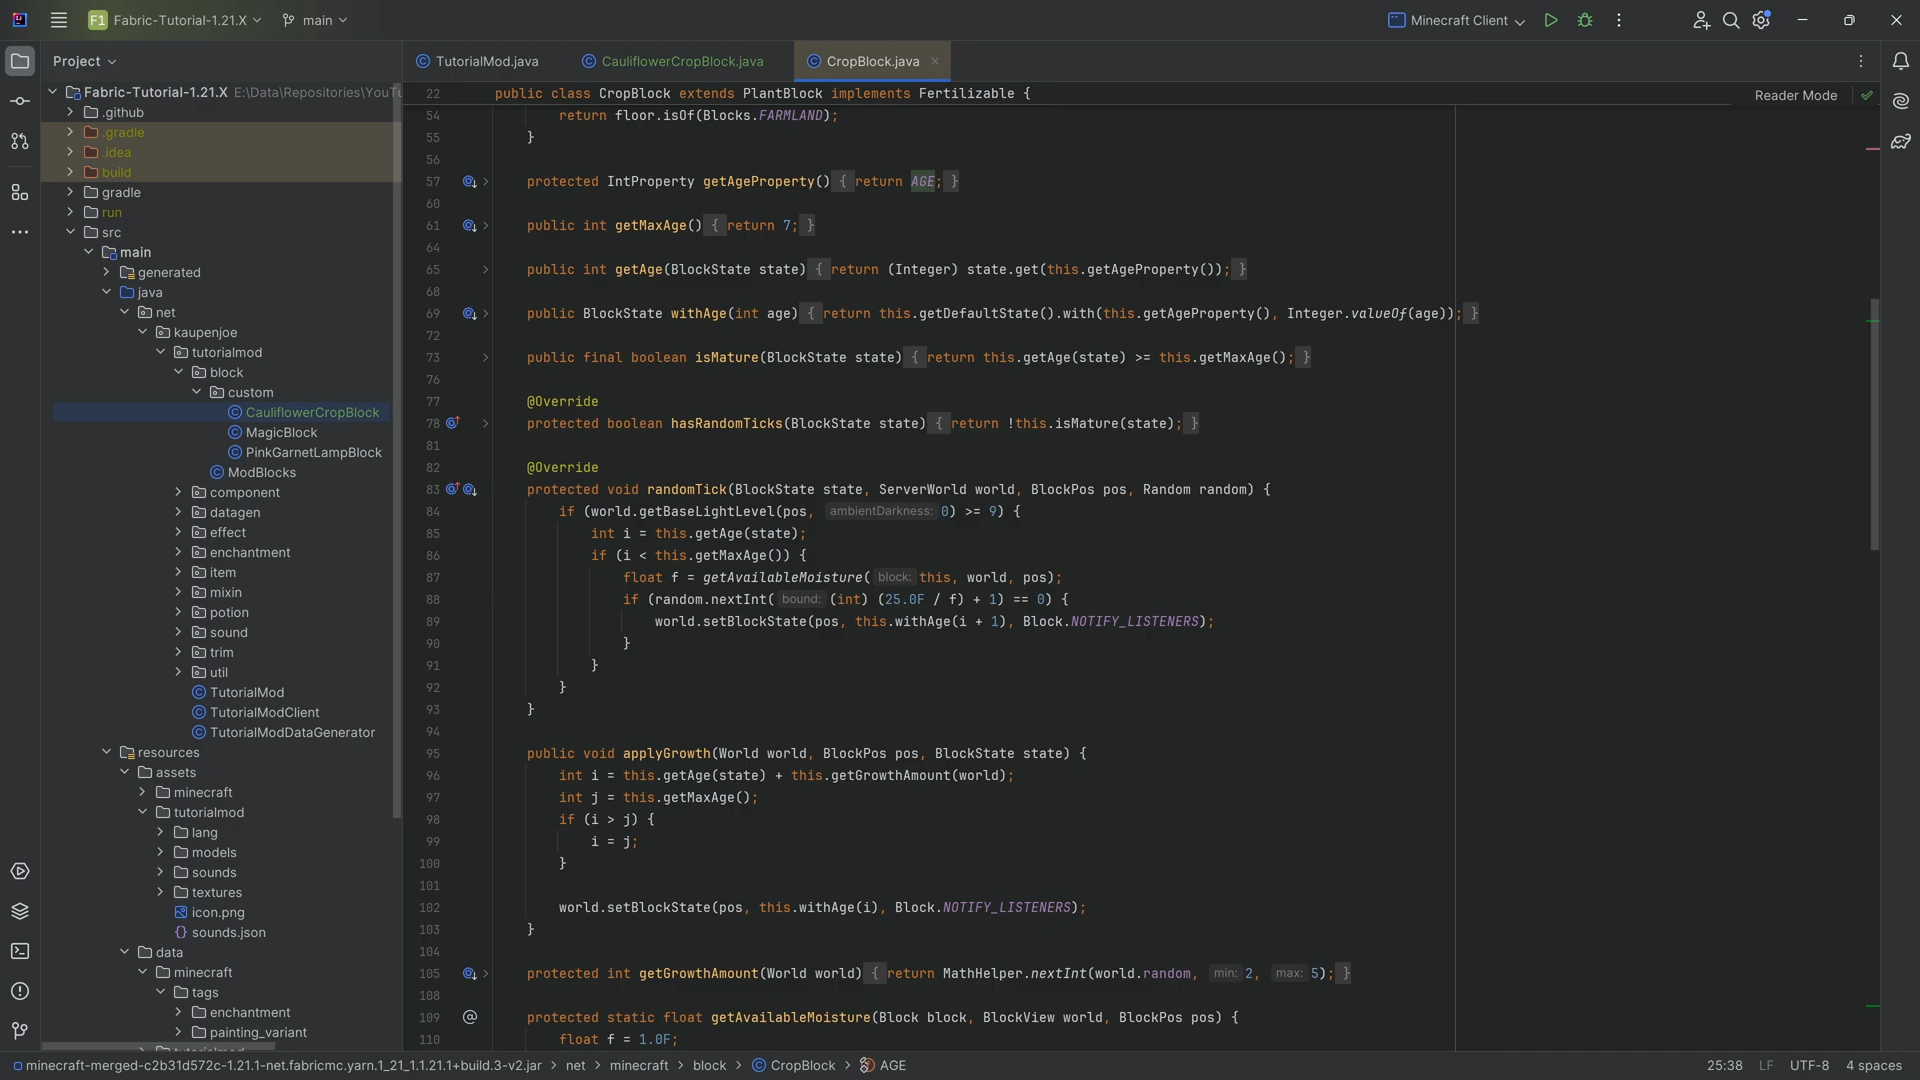 F1 Fabric-Tutorial-1.21.X main Minecraft Client
Project
TutorialMod.java CauliflowerCropBlock.java CropBlock.java
Fabric-Tutorial-1.21.X E:\Data\Repositories\YouTu
.github
.gradle
.idea
build
gradle
run
src
main
generated
java
net
kaupenjoe
tutorialmod
block
custom
CauliflowerCropBlock
MagicBlock
PinkGarnetLampBlock
ModBlocks
component
datagen
effect
enchantment
item
mixin
potion
sound
trim
util
TutorialMod
TutorialModClient
TutorialModDataGenerator
resources
assets
minecraft
tutorialmod
lang
models
sounds
textures
icon.png
sounds.json
data
minecraft
tags
enchantment
painting_variant
Reader Mode
22 public class CropBlock extends PlantBlock implements Fertilizable {
54 return floor.isOf(Blocks.FARMLAND);
55 }
56
57 protected IntProperty getAgeProperty() { return AGE; }
60
61 public int getMaxAge() { return 7; }
64
65 public int getAge(BlockState state) { return (Integer) state.get(this.getAgeProperty()); }
68
69 public BlockState withAge(int age) { return this.getDefaultState().with(this.getAgeProperty(), Integer.valueOf(age)); }
72
73 public final boolean isMature(BlockState state) { return this.getAge(state) >= this.getMaxAge(); }
76
77 @Override
78 protected boolean hasRandomTicks(BlockState state) { return !this.isMature(state); }
81
82 @Override
83 protected void randomTick(BlockState state, ServerWorld world, BlockPos pos, Random random) {
84 if (world.getBaseLightLevel(pos, ambientDarkness: 0) >= 9) {
85 int i = this.getAge(state);
86 if (i < this.getMaxAge()) {
87 float f = getAvailableMoisture( block: this, world, pos);
88 if (random.nextInt( bound: (int) (25.0F / f) + 1) == 0) {
89 world.setBlockState(pos, this.withAge(i + 1), Block.NOTIFY_LISTENERS);
90 }
91 }
92 }
93 }
94
95 public void applyGrowth(World world, BlockPos pos, BlockState state) {
96 int i = this.getAge(state) + this.getGrowthAmount(world);
97 int j = this.getMaxAge();
98 if (i > j) {
99 i = j;
100 }
101
102 world.setBlockState(pos, this.withAge(i), Block.NOTIFY_LISTENERS);
103 }
104
105 protected int getGrowthAmount(World world) { return MathHelper.nextInt(world.random, min: 2, max: 5); }
108
109 protected static float getAvailableMoisture(Block block, BlockView world, BlockPos pos) {
110 float f = 1.0F;
minecraft-merged-c2b31d572c-1.21.1-net.fabricmc.yarn.1_21_1.1.21.1+build.3-v2.jar > net > minecraft > block > CropBlock > AGE 25:38 LF UTF-8 4 spaces